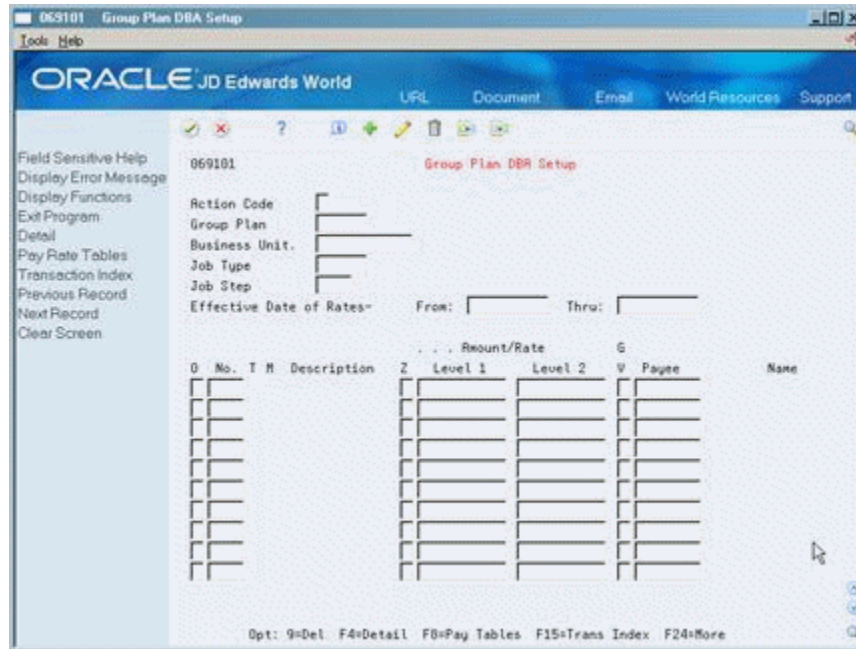 069101 Group Plan DBA Setup
Tools Help
ORACLE JD Edwards World
URL Document Email World Resources Support
Field Sensitive Help
Display Error Message
Display Functions
Exit Program
Detail
Pay Rate Tables
Transaction Index
Previous Record
Next Record
Clear Screen
069101 Group Plan DBA Setup
Action Code
Group Plan
Business Unit.
Job Type
Job Step
Effective Date of Rates- From: Thru:
. . . Amount/Rate G
O No. T M Description Z Level 1 Level 2 V Payee Name
Opt: 9=Del F4=Detail F8=Pay Tables F15=Trans Index F24=More